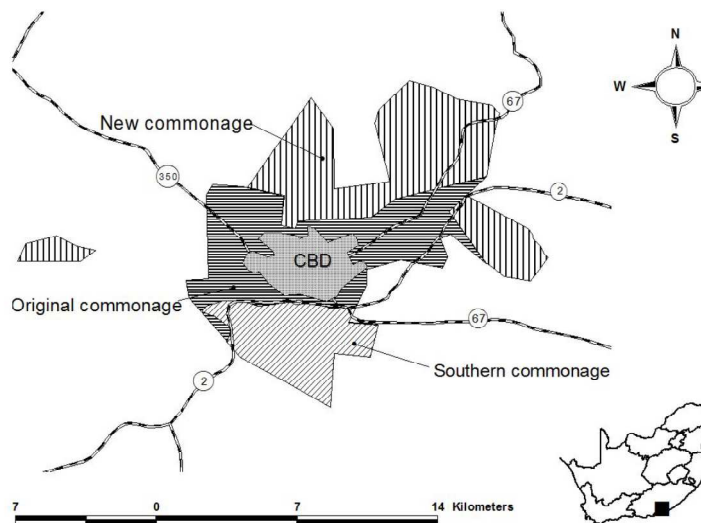 N
W
S
67
New commonage
350
2
CBD
Original commonage
67
Southern commonage
2
7 0 7 14 Kilometers